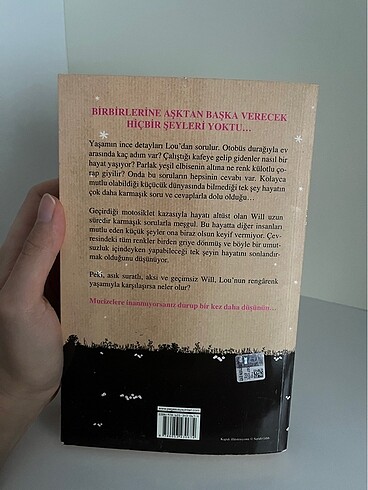 BİRBİRLERİNE AŞKTAN BAŞKA VERECEK
HİÇBİR ŞEYLERİ YOKTU...
Yaşamın ince detayları Lou'dan sorulur. Otobüs durağıyla ev
arasında kaç adım var? Çalıştığı kafeye gelip gidenler nasıl bir
hayat yaşıyor? Parlak yeşil elbisenin altına ne renk külotlu ço-
rap giyilir? Onda bu soruların hepsinin cevabı var. Kolayca
mutlu olabildiği küçücük dünyasında bilmediği tek şey hayatın
çok daha karmaşık soru ve cevaplarla dolu olduğu...
Geçirdiği motosiklet kazasıyla hayatı altüst olan Will uzun
süredir karmaşık sorularla meşgul. Bu hayatta diğer insanları
mutlu eden küçük şeyler ona biraz olsun keyif vermiyor. Çev-
resindeki tüm renkler birden griye dönmüş ve böyle bir umut-
suzluk içindeyken yapabileceği tek şeyin hayatını sonlandır-
mak olduğunu düşünüyor.
Peki, asık suratlı, aksi ve geçimsiz Will, Lou'nun rengârenk
yaşamıyla karşılaşırsa neler olur?
Mucizelere inanmıyorsanız durup bir kez daha düşünün...